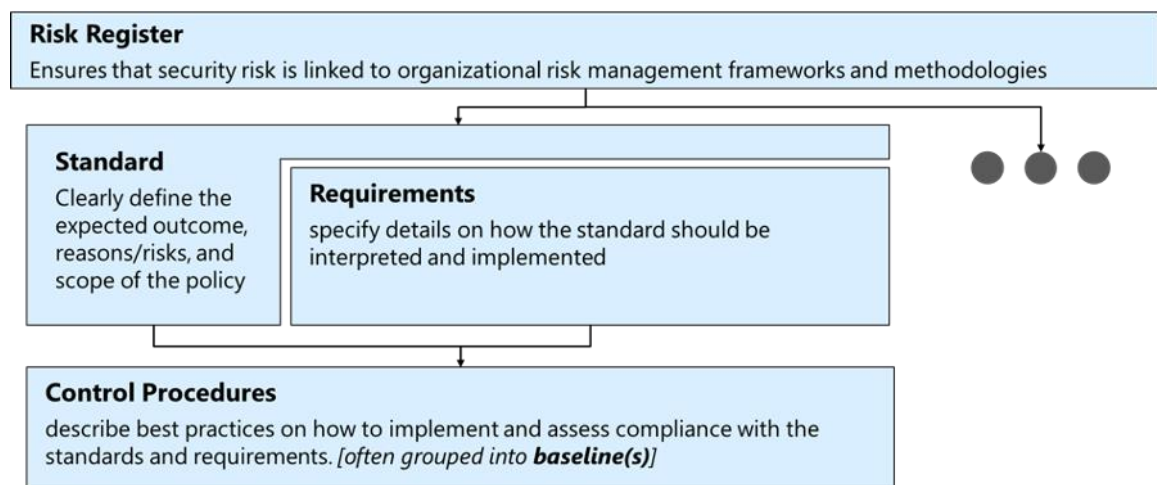 Risk Register
Ensures that security risk is linked to organizational risk management frameworks and methodologies
Standard
Clearly define the
expected outcome,
reasons/risks, and
scope of the policy
Requirements
specify details on how the standard should be
interpreted and implemented
Control Procedures
describe best practices on how to implement and assess compliance with the
standards and requirements. [often grouped into baseline(s)]